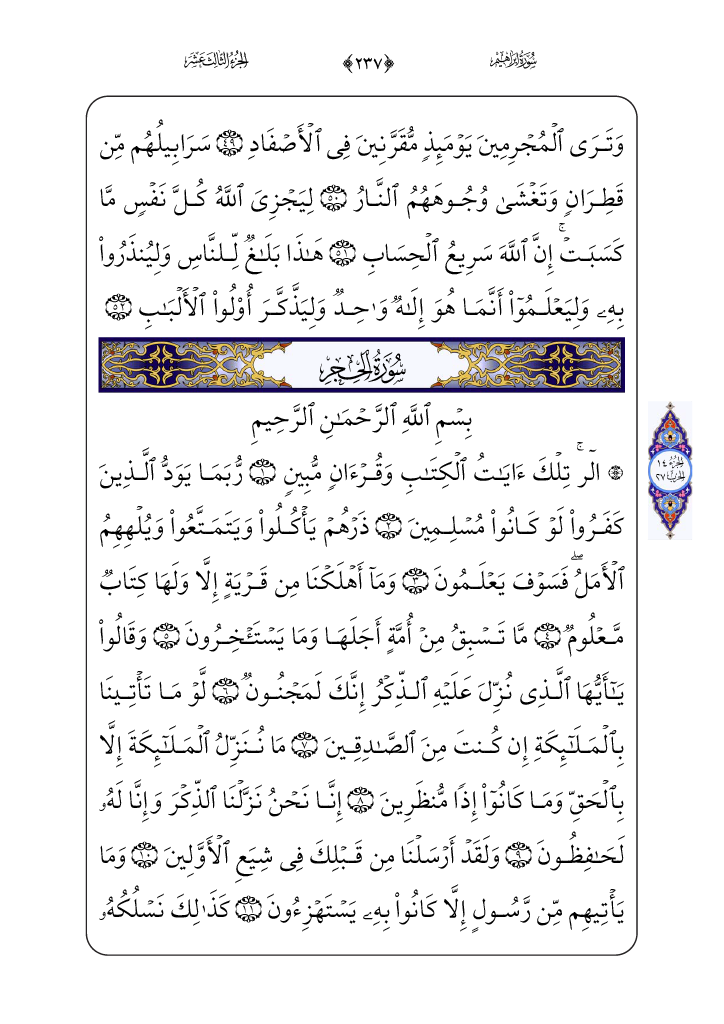 سُورَةُ إِبْرَاهِيم ﴿٢٣٧﴾ الجُزْءُ الثَّالِثَ عَشَرَ
وَتَرَى ٱلْمُجْرِمِينَ يَوْمَئِذٍ مُّقَرَّنِينَ فِى ٱلْأَصْفَادِ ٤٩ سَرَابِيلُهُم مِّن
قَطِرَانٍ وَتَغْشَىٰ وُجُوهَهُمُ ٱلنَّارُ ٥٠ لِيَجْزِىَ ٱللَّهُ كُلَّ نَفْسٍ مَّا
كَسَبَتْ ۚ إِنَّ ٱللَّهَ سَرِيعُ ٱلْحِسَابِ ٥١ هَـٰذَا بَلَـٰغٌ لِّلنَّاسِ وَلِيُنذَرُوا۟
بِهِۦ وَلِيَعْلَمُوٓا۟ أَنَّمَا هُوَ إِلَـٰهٌ وَٰحِدٌ وَلِيَذَّكَّرَ أُو۟لُوا۟ ٱلْأَلْبَـٰبِ ٥٢
سُورَةُ الحِجْرِ
بِسْمِ ٱللَّهِ ٱلرَّحْمَـٰنِ ٱلرَّحِيمِ
۞ الٓر ۚ تِلْكَ ءَايَـٰتُ ٱلْكِتَـٰبِ وَقُرْءَانٍ مُّبِينٍ ١ رُّبَمَا يَوَدُّ ٱلَّذِينَ
الجُزْءُ ١٤
الحِزْبُ ٢٧
كَفَرُوا۟ لَوْ كَانُوا۟ مُسْلِمِينَ ٢ ذَرْهُمْ يَأْكُلُوا۟ وَيَتَمَتَّعُوا۟ وَيُلْهِهِمُ
ٱلْأَمَلُ ۖ فَسَوْفَ يَعْلَمُونَ ٣ وَمَآ أَهْلَكْنَا مِن قَرْيَةٍ إِلَّا وَلَهَا كِتَابٌ
مَّعْلُومٌ ٤ مَّا تَسْبِقُ مِنْ أُمَّةٍ أَجَلَهَا وَمَا يَسْتَـْٔخِرُونَ ٥ وَقَالُوا۟
يَـٰٓأَيُّهَا ٱلَّذِى نُزِّلَ عَلَيْهِ ٱلذِّكْرُ إِنَّكَ لَمَجْنُونٌ ٦ لَّوْ مَا تَأْتِينَا
بِٱلْمَلَـٰٓئِكَةِ إِن كُنتَ مِنَ ٱلصَّـٰدِقِينَ ٧ مَا نُنَزِّلُ ٱلْمَلَـٰٓئِكَةَ إِلَّا
بِٱلْحَقِّ وَمَا كَانُوٓا۟ إِذًا مُّنظَرِينَ ٨ إِنَّا نَحْنُ نَزَّلْنَا ٱلذِّكْرَ وَإِنَّا لَهُۥ
لَحَـٰفِظُونَ ٩ وَلَقَدْ أَرْسَلْنَا مِن قَبْلِكَ فِى شِيَعِ ٱلْأَوَّلِينَ ١٠ وَمَا
يَأْتِيهِم مِّن رَّسُولٍ إِلَّا كَانُوا۟ بِهِۦ يَسْتَهْزِءُونَ ١١ كَذَٰلِكَ نَسْلُكُهُۥ